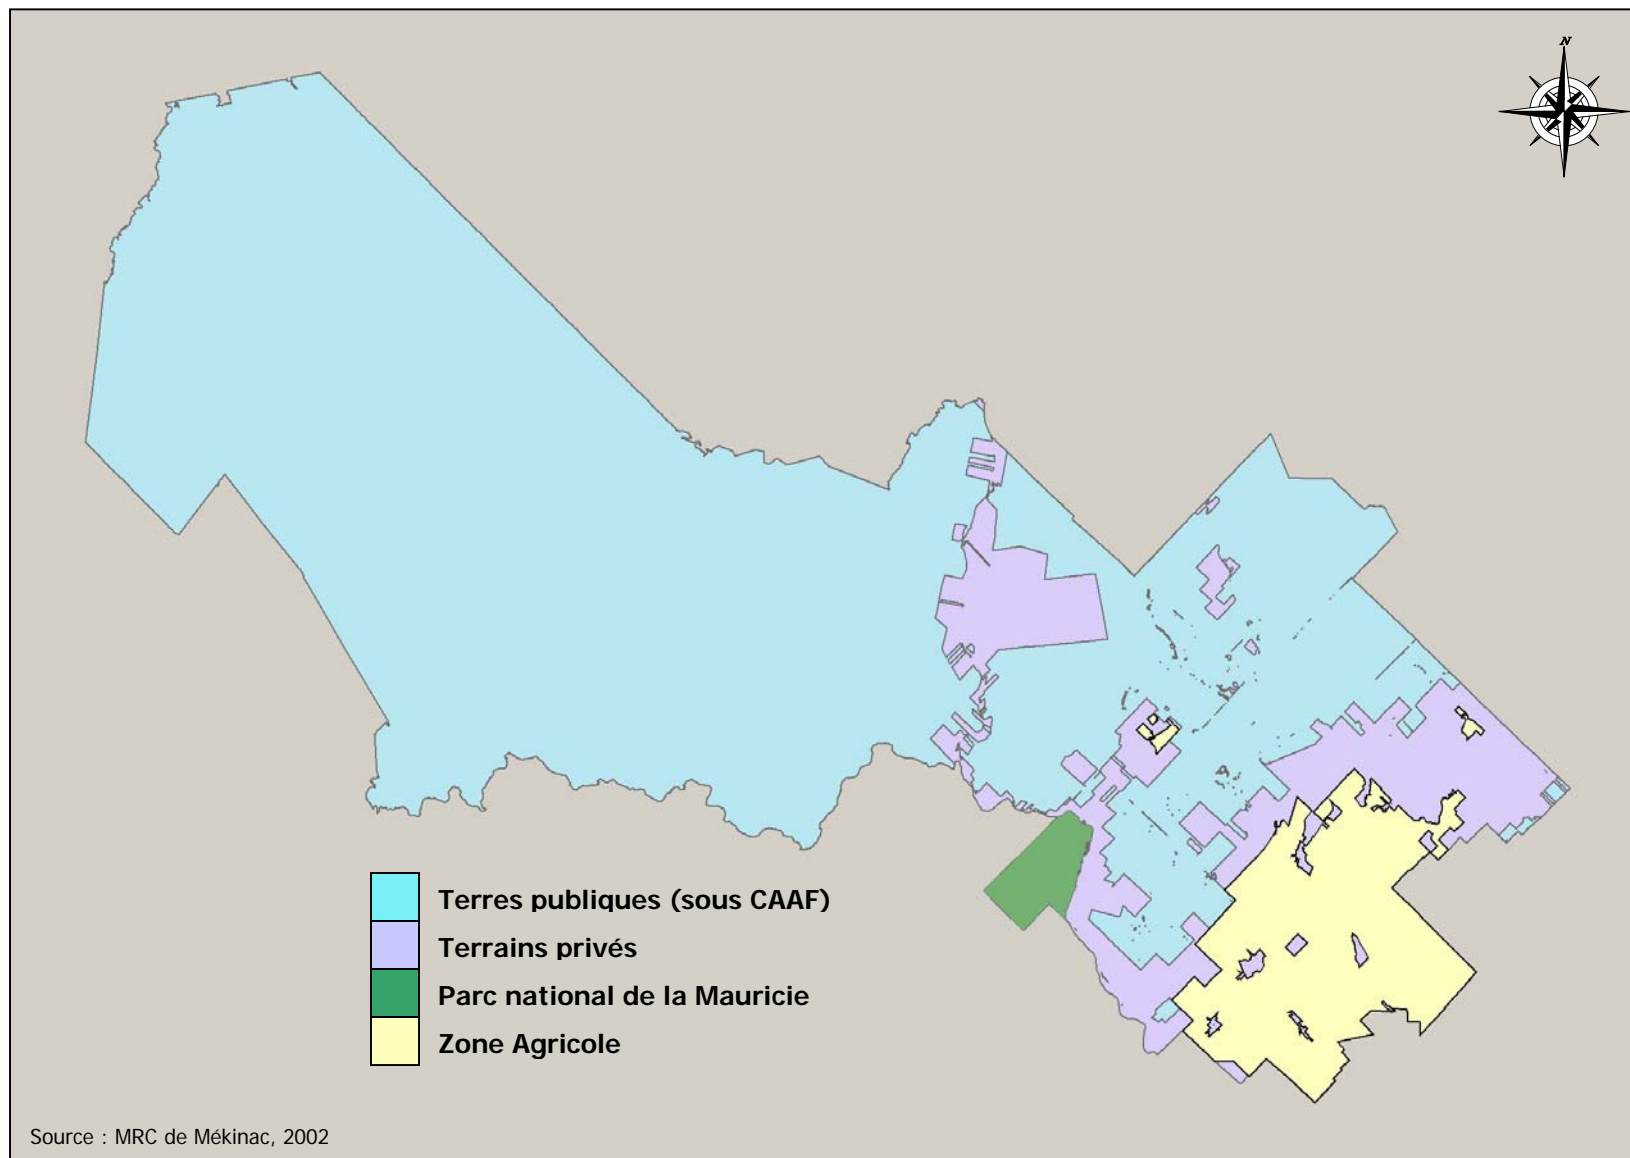 N
Terres publiques (sous CAAF)
Terrains privés
Parc national de la Mauricie
Zone Agricole
Source : MRC de Mékinac, 2002